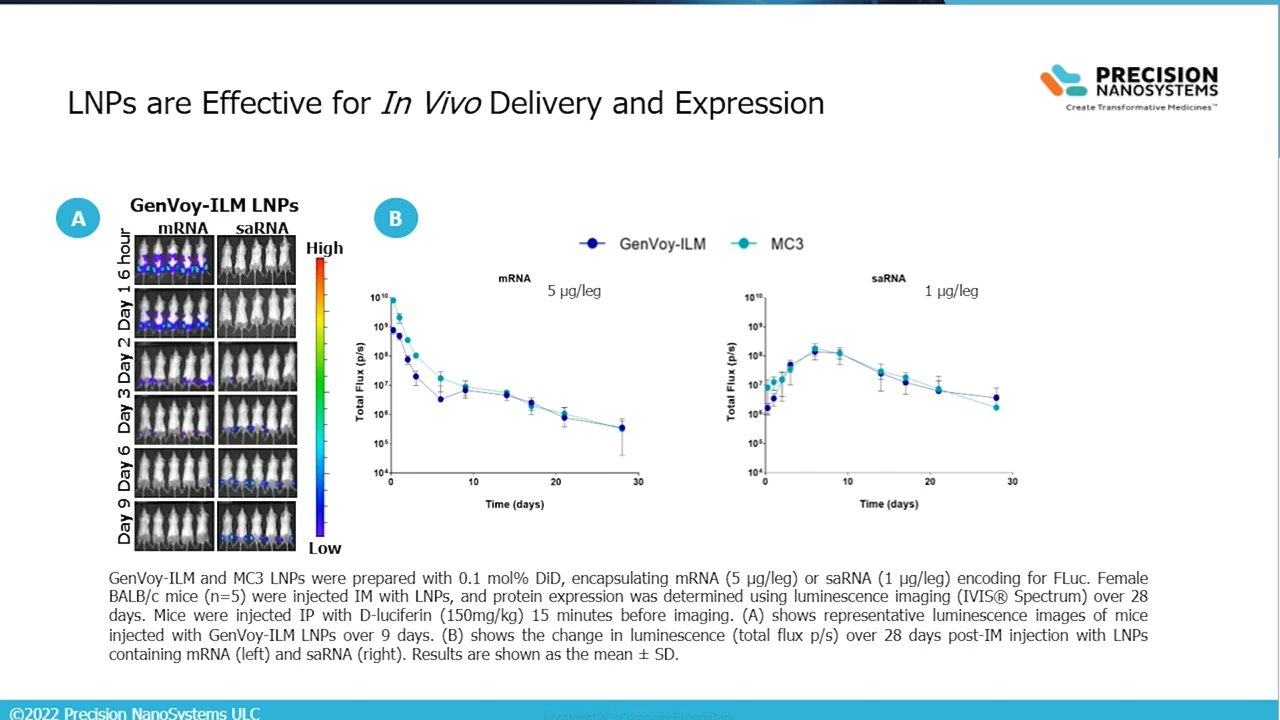 PRECISION
NANOSYSTEMS
Create Transformative Medicines™
LNPs are Effective for In Vivo Delivery and Expression
A
GenVoy-ILM LNPs
mRNA saRNA
6 hour
Day 1
Day 2
Day 3
Day 6
Day 9
High
Low
B
GenVoy-ILM MC3
mRNA
5 µg/leg
Total Flux (p/s)
10¹⁰
10⁹
10⁸
10⁷
10⁶
10⁵
10⁴
0 10 20 30
Time (days)
saRNA
1 µg/leg
Total Flux (p/s)
10¹⁰
10⁹
10⁸
10⁷
10⁶
10⁵
10⁴
0 10 20 30
Time (days)
GenVoy-ILM and MC3 LNPs were prepared with 0.1 mol% DiD, encapsulating mRNA (5 µg/leg) or saRNA (1 µg/leg) encoding for FLuc. Female
BALB/c mice (n=5) were injected IM with LNPs, and protein expression was determined using luminescence imaging (IVIS® Spectrum) over 28
days. Mice were injected IP with D-luciferin (150mg/kg) 15 minutes before imaging. (A) shows representative luminescence images of mice
injected with GenVoy-ILM LNPs over 9 days. (B) shows the change in luminescence (total flux p/s) over 28 days post-IM injection with LNPs
containing mRNA (left) and saRNA (right). Results are shown as the mean ± SD.
©2022 Precision NanoSystems ULC
Confidential - Company Proprietary